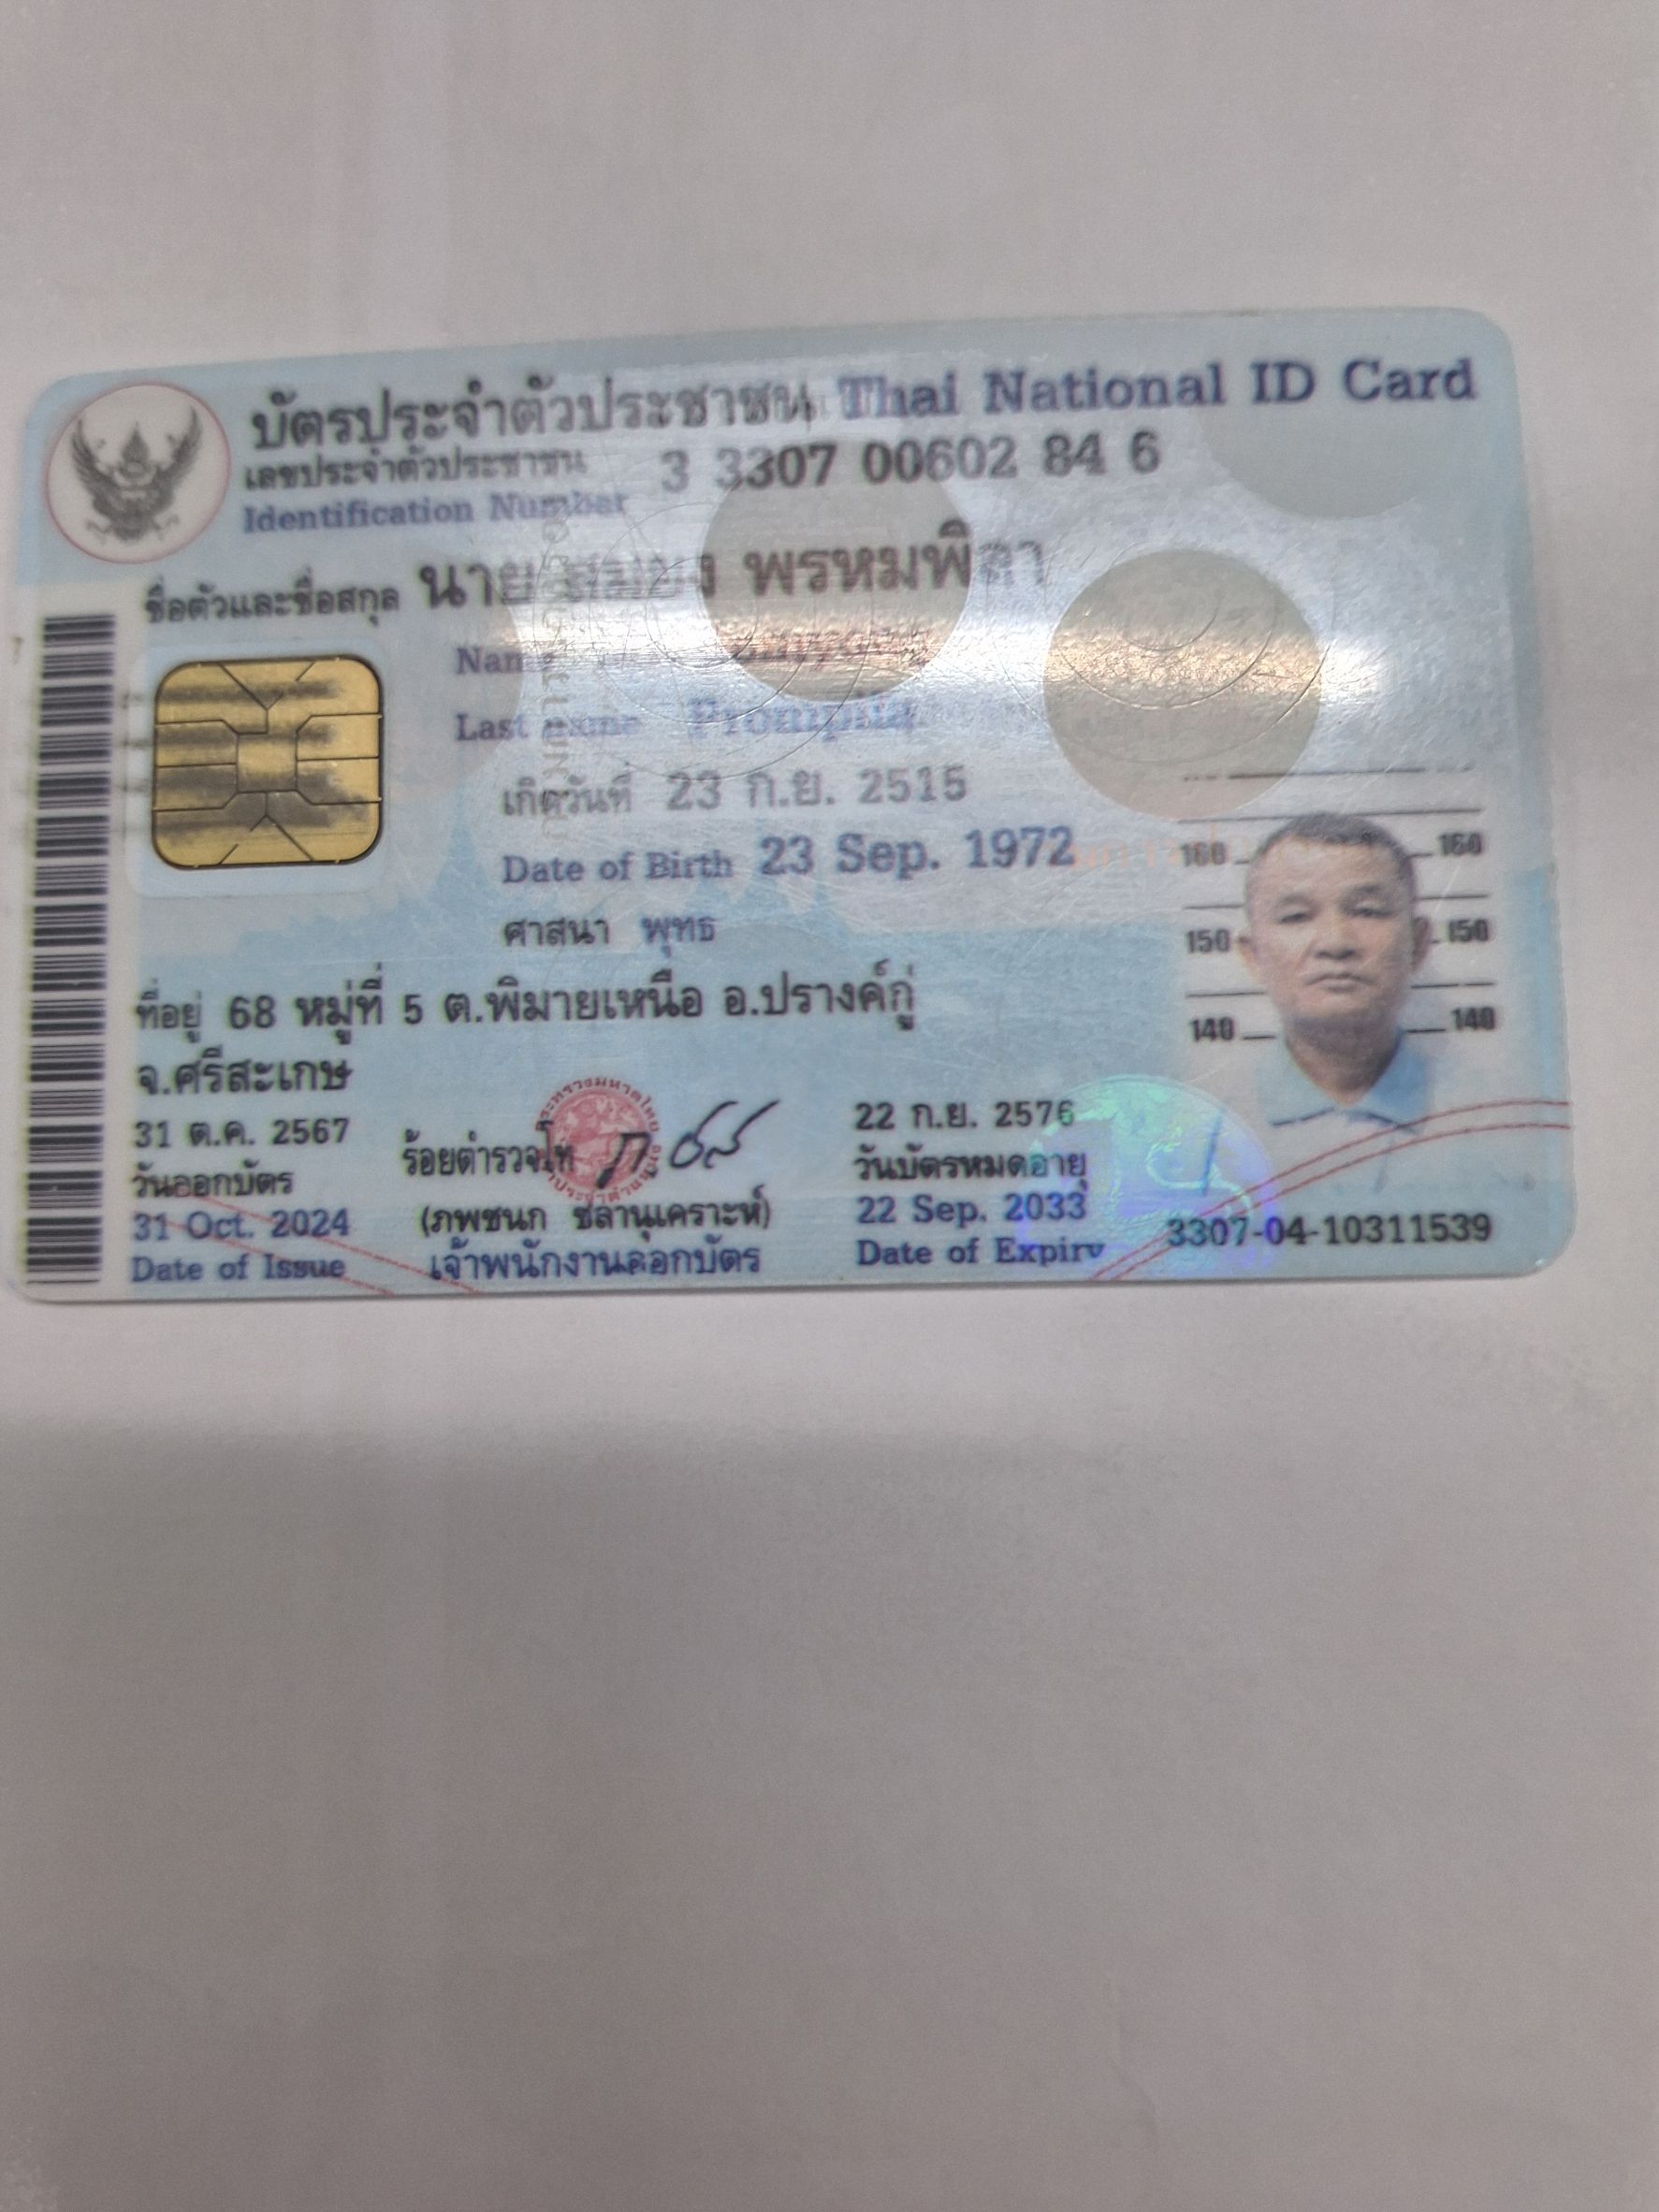 บัตรประจำตัวประชาชน Thai National ID Card
เลขประจำตัวประชาชน 3 3307 00602 84 6
Identification Number
ชื่อตัวและชื่อสกุล นาย พรหมพิลา
Last name Prompila
เกิดวันที่ 23 ก.ย. 2515
Date of Birth 23 Sep. 1972
ศาสนา พุทธ
ที่อยู่ 68 หมู่ที่ 5 ต.พิมายเหนือ อ.ปรางค์กู่
จ.ศรีสะเกษ
160 160
150 150
140 140
31 ต.ค. 2567
วันออกบัตร
31 Oct. 2024
Date of Issue
ร้อยตำรวจโท
(ภพชนก ชลานุเคราะห์)
เจ้าพนักงานออกบัตร
22 ก.ย. 2576
วันบัตรหมดอายุ
22 Sep. 2033
Date of Expiry
3307-04-10311539